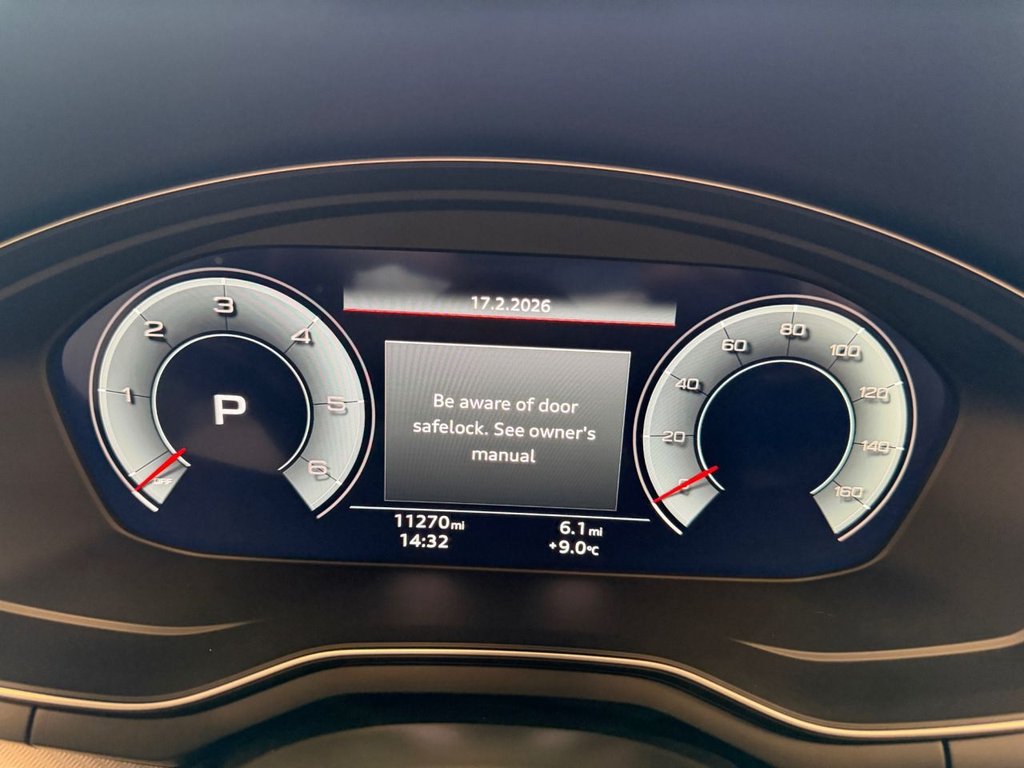 17.2.2026
1
2
3
4
5
6
OFF
P
Be aware of door
safelock. See owner's
manual
0
20
40
60
80
100
120
140
160
11270mi
6.1mi
14:32
+9.0°C